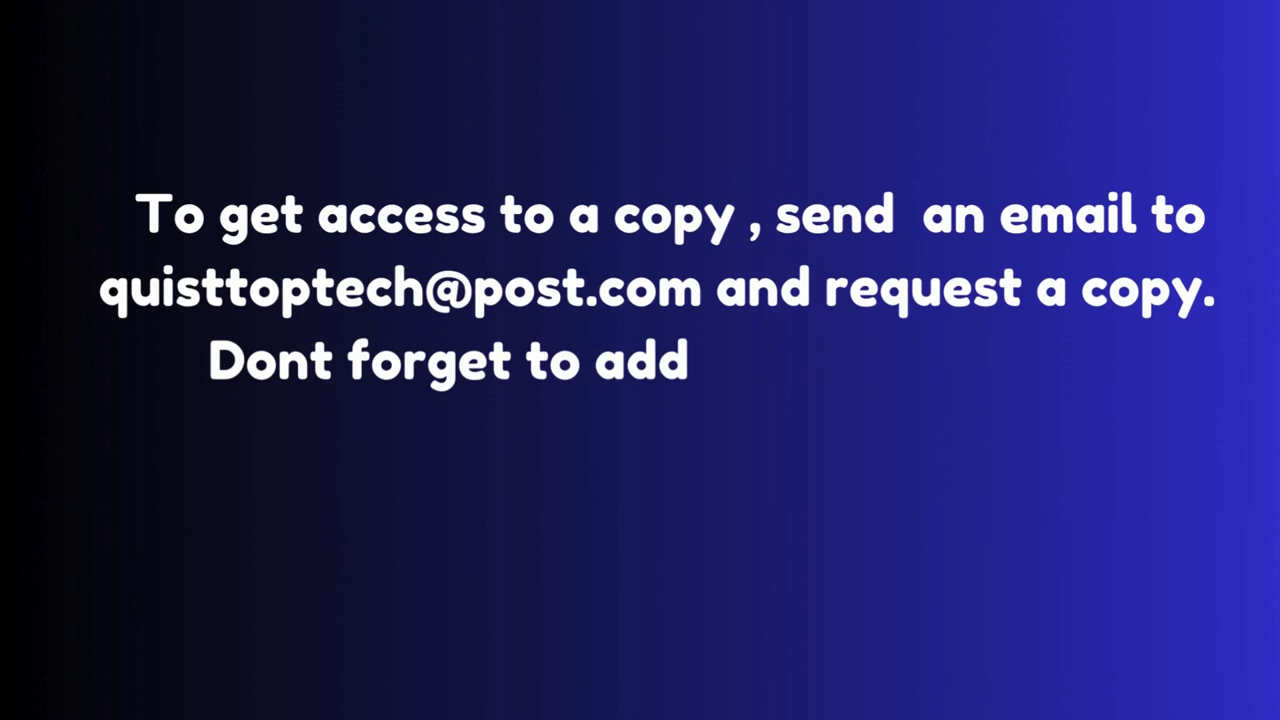 To get access to a copy , send  an email to
quisttoptech@post.com and request a copy.
Dont forget to add